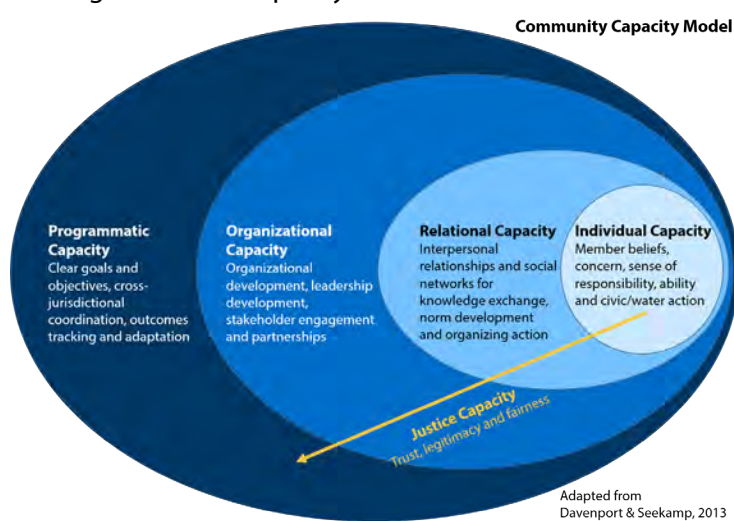 Community Capacity Model
Programmatic
Capacity
Clear goals and
objectives, cross-
jurisdictional
coordination, outcomes
tracking and adaptation
Organizational
Capacity
Organizational
development, leadership
development,
stakeholder engagement
and partnerships
Relational Capacity
Interpersonal
relationships and social
networks for
knowledge exchange,
norm development
and organizing action
Individual Capacity
Member beliefs,
concern, sense of
responsibility, ability
and civic/water action
Justice Capacity
Trust, legitimacy and fairness
Adapted from
Davenport & Seekamp, 2013